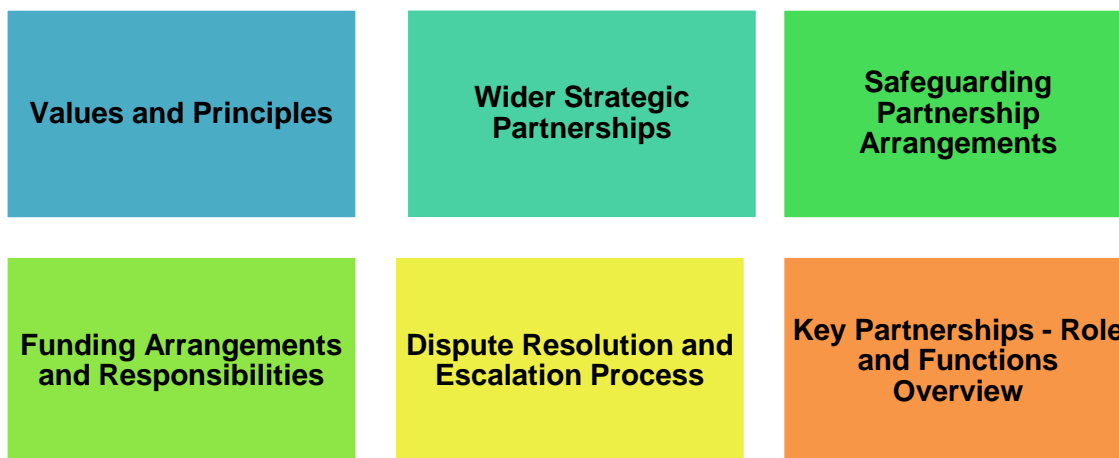 Values and Principles
Wider Strategic
Partnerships
Safeguarding
Partnership
Arrangements
Funding Arrangements
and Responsibilities
Dispute Resolution and
Escalation Process
Key Partnerships - Role
and Functions
Overview